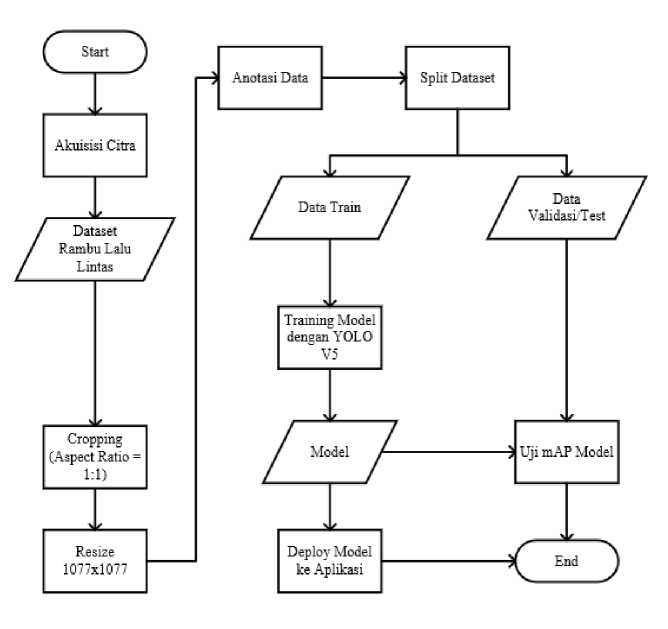 Start
Akuisisi Citra
Dataset
Rambu Lalu
Lintas
Cropping
(Aspect Ratio =
1:1)
Resize
1077x1077
Anotasi Data
Split Dataset
Data Train
Data
Validasi/Test
Training Model
dengan YOLO
V5
Model
Uji mAP Model
Deploy Model
ke Aplikasi
End